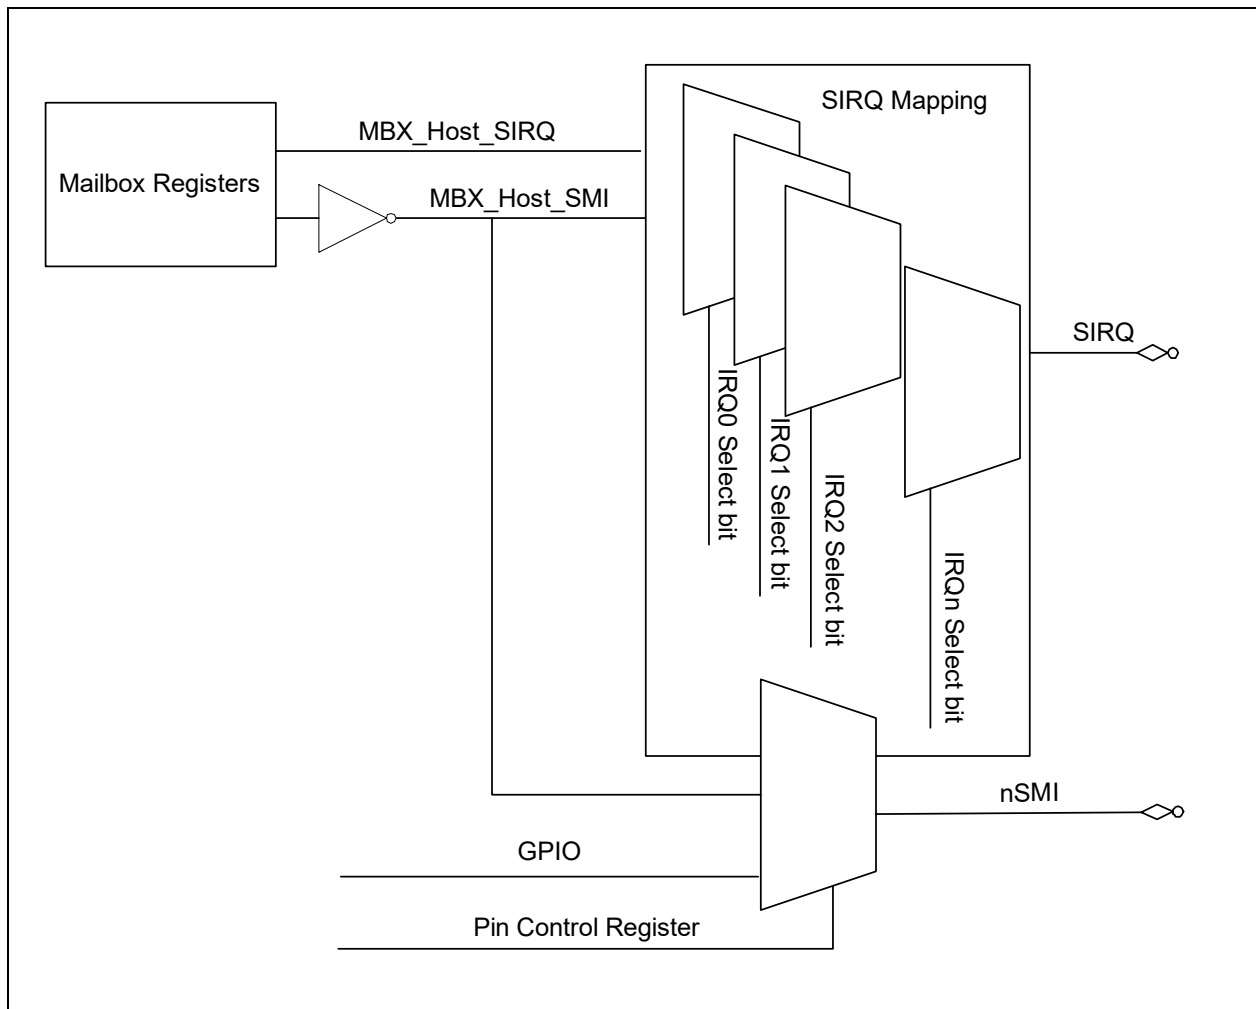 SIRQ Mapping
MBX_Host_SIRQ
Mailbox Registers
MBX_Host_SMI
SIRQ
IRQ0 Select bit
IRQ1 Select bit
IRQ2 Select bit
IRQn Select bit
nSMI
GPIO
Pin Control Register